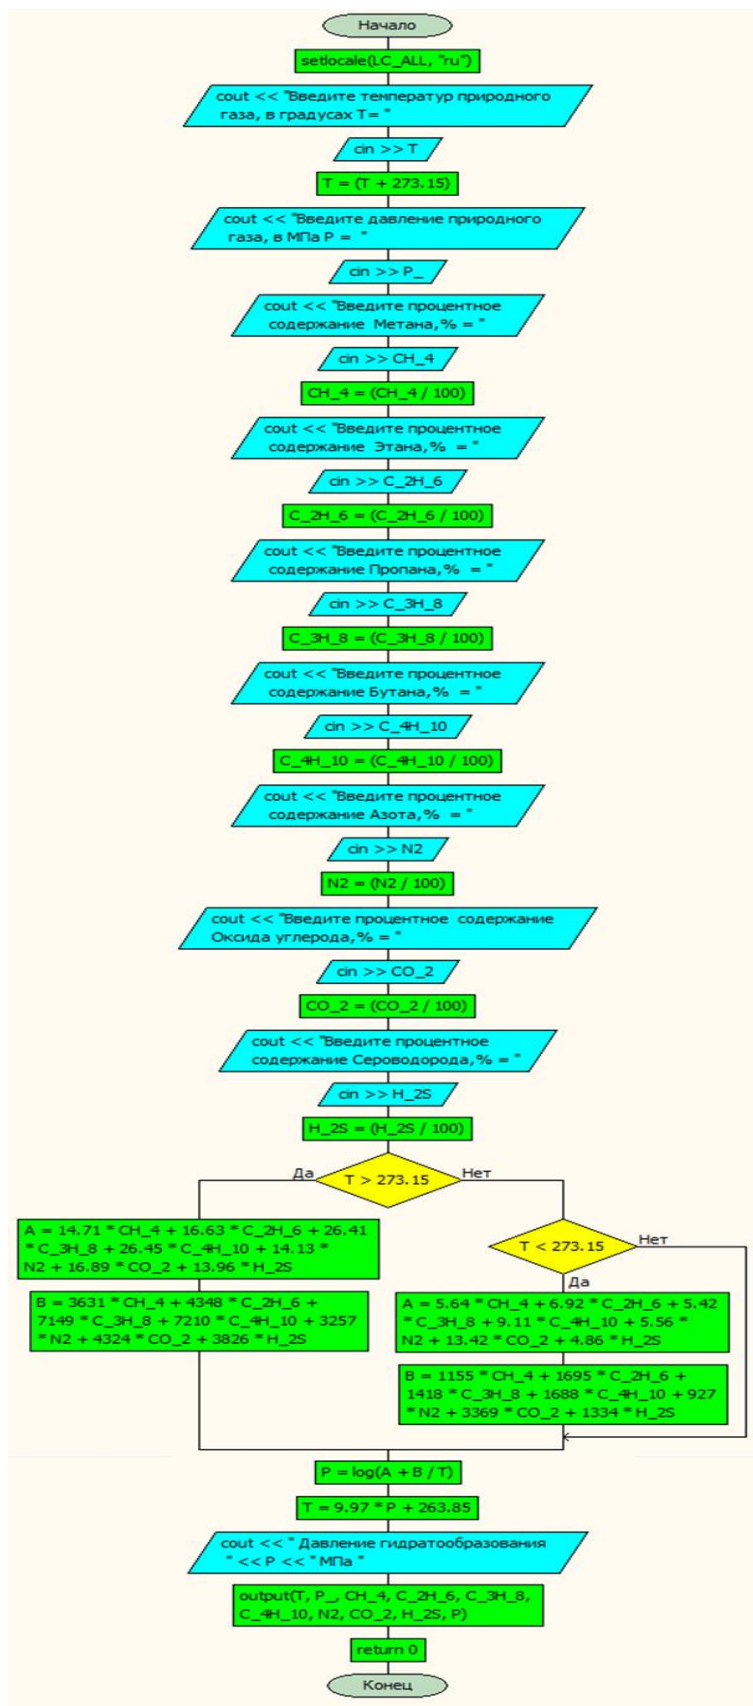 Начало
setlocale(LC_ALL, "ru")
cout << "Введите температур природного
газа, в градусах T= "
cin >> T
T = (T + 273.15)
cout << "Введите давление природного
газа, в МПа P =  "
cin >> P_
cout << "Введите процентное
содержание  Метана,% = "
cin >> CH_4
CH_4 = (CH_4 / 100)
cout << "Введите процентное
содержание  Этана,%  = "
cin >> C_2H_6
C_2H_6 = (C_2H_6 / 100)
cout << "Введите процентное
содержание Пропана,%  = "
cin >> C_3H_8
C_3H_8 = (C_3H_8 / 100)
cout << "Введите процентное
содержание Бутана,%  = "
cin >> C_4H_10
C_4H_10 = (C_4H_10 / 100)
cout << "Введите процентное
содержание Азота,%  = "
cin >> N2
N2 = (N2 / 100)
cout << "Введите процентное  содержание
Оксида углерода,% = "
cin >> CO_2
CO_2 = (CO_2 / 100)
cout << "Введите процентное
содержание Сероводорода,% = "
cin >> H_2S
H_2S = (H_2S / 100)
T > 273.15
Да
Нет
A = 14.71 * CH_4 + 16.63 * C_2H_6 + 26.41
* C_3H_8 + 26.45 * C_4H_10 + 14.13 *
N2 + 16.89 * CO_2 + 13.96 * H_2S
B = 3631 * CH_4 + 4348 * C_2H_6 +
7149 * C_3H_8 + 7210 * C_4H_10 + 3257
* N2 + 4324 * CO_2 + 3826 * H_2S
T < 273.15
Нет
Да
A = 5.64 * CH_4 + 6.92 * C_2H_6 + 5.42
* C_3H_8 + 9.11 * C_4H_10 + 5.56 *
N2 + 13.42 * CO_2 + 4.86 * H_2S
B = 1155 * CH_4 + 1695 * C_2H_6 +
1418 * C_3H_8 + 1688 * C_4H_10 + 927
* N2 + 3369 * CO_2 + 1334 * H_2S
P = log(A + B / T)
T = 9.97 * P + 263.85
cout << " Давление гидратообразования
" << P << " МПа "
output(T, P_, CH_4, C_2H_6, C_3H_8,
C_4H_10, N2, CO_2, H_2S, P)
return 0
Конец